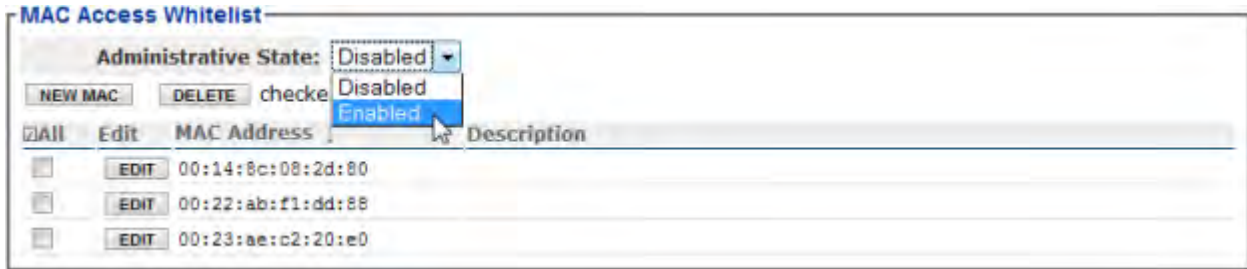 MAC Access Whitelist
Administrative State: Disabled
Disabled
Enabled
NEW MAC DELETE checke
All Edit MAC Address Description
EDIT 00:14:8c:08:2d:80
EDIT 00:22:ab:f1:dd:88
EDIT 00:23:ae:c2:20:e0